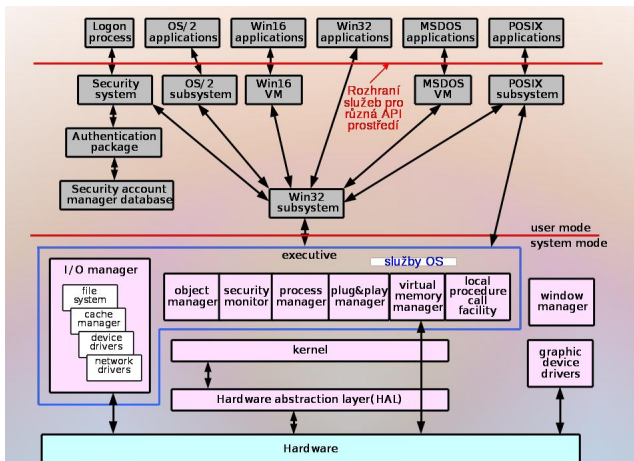 Logon
process
OS/2
applications
Win16
applications
Win32
applications
MSDOS
applications
POSIX
applications
Security
system
OS/2
subsystem
Win16
VM
Rozhraní
služeb pro
různá API
prostředí
MSDOS
VM
POSIX
subsystem
Authentication
package
Security account
manager database
Win32
subsystem
user mode
system mode
executive
služby OS
I/O manager
file
system
cache
manager
device
drivers
network
drivers
object
manager
security
monitor
process
manager
plug&play
manager
virtual
memory
manager
local
procedure
call
facility
window
manager
kernel
graphic
device
drivers
Hardware abstraction layer(HAL)
Hardware